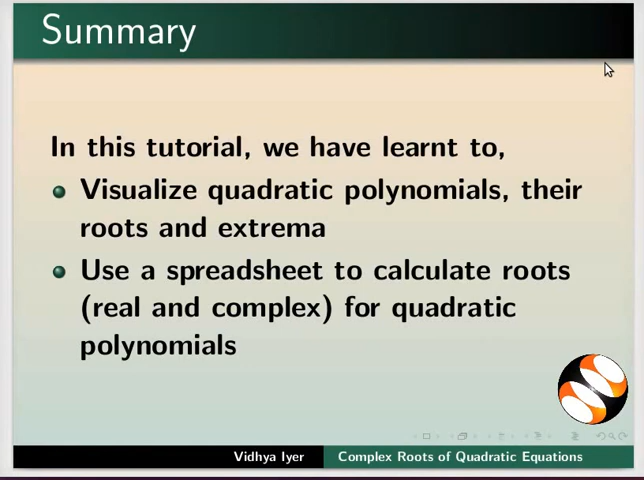 Summary
In this tutorial, we have learnt to,
Visualize quadratic polynomials, their
roots and extrema
Use a spreadsheet to calculate roots
(real and complex) for quadratic
polynomials
Vidhya Iyer
Complex Roots of Quadratic Equations